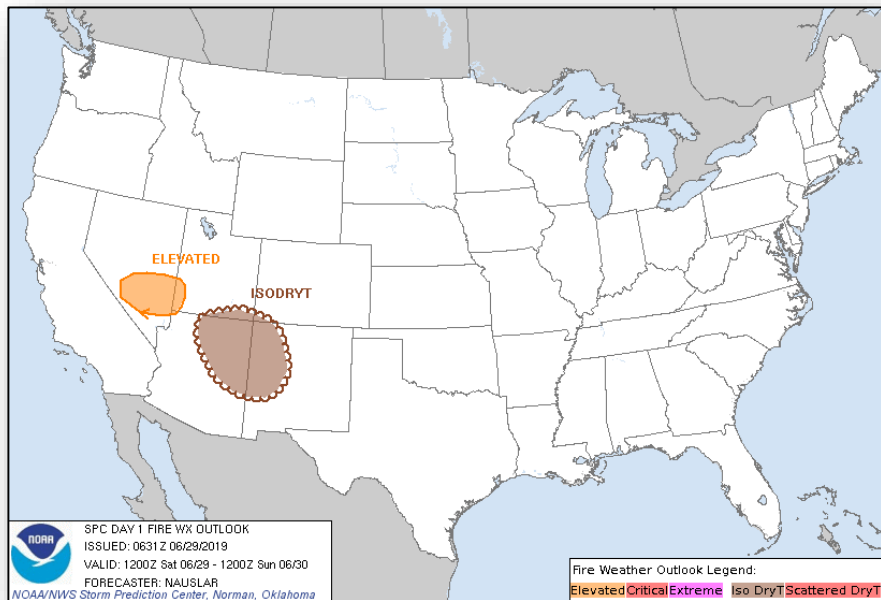 ELEVATED
ISODRYT
NOAA
SPC DAY 1 FIRE WX OUTLOOK
ISSUED: 0631Z 06/29/2019
VALID: 1200Z Sat 06/29 - 1200Z Sun 06/30
FORECASTER: NAUSLAR
NOAA/NWS Storm Prediction Center, Norman, Oklahoma
Fire Weather Outlook Legend:
Elevated Critical Extreme Iso DryT Scattered DryT